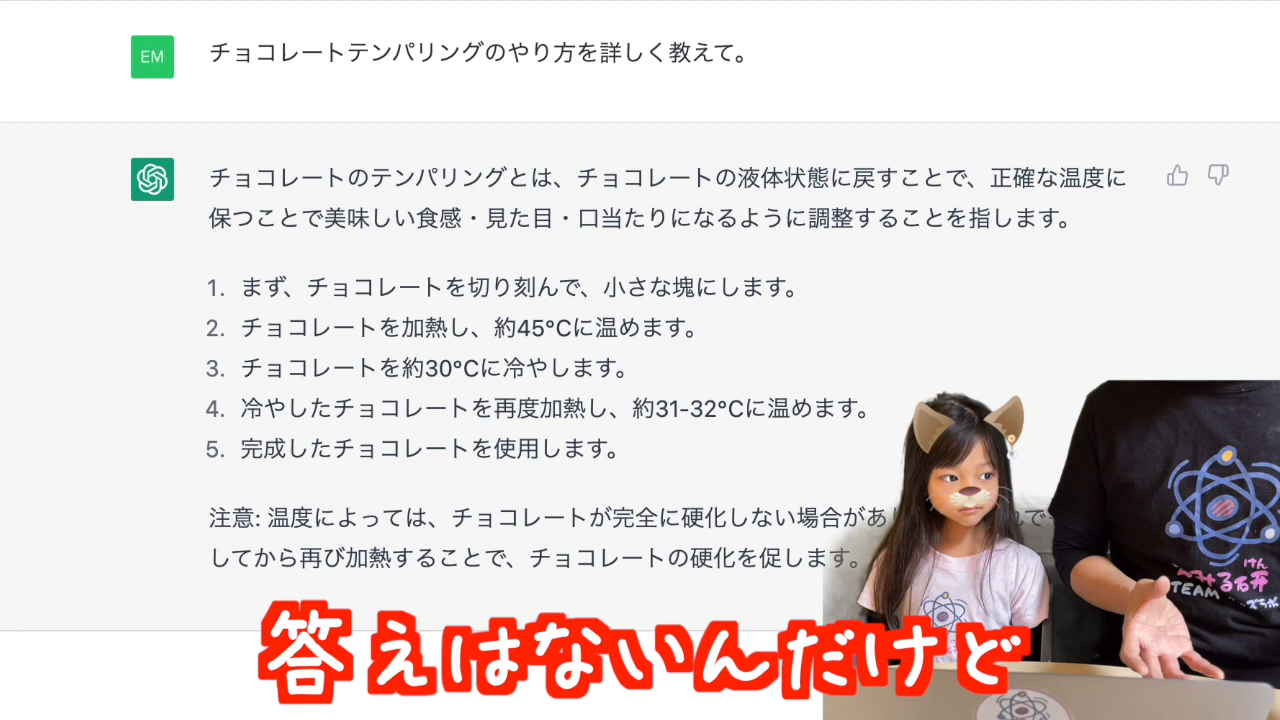 EM
チョコレートテンパリングのやり方を詳しく教えて。
チョコレートのテンパリングとは、チョコレートの液体状態に戻すことで、正確な温度に
保つことで美味しい食感・見た目・口当たりになるように調整することを指します。
1. まず、チョコレートを切り刻んで、小さな塊にします。
2. チョコレートを加熱し、約45°Cに温めます。
3. チョコレートを約30°Cに冷やします。
4. 冷やしたチョコレートを再度加熱し、約31-32°Cに温めます。
5. 完成したチョコレートを使用します。
注意: 温度によっては、チョコレートが完全に硬化しない場合があ
してから再び加熱することで、チョコレートの硬化を促します。
けん
る研
TEAM
答えはないんだけど